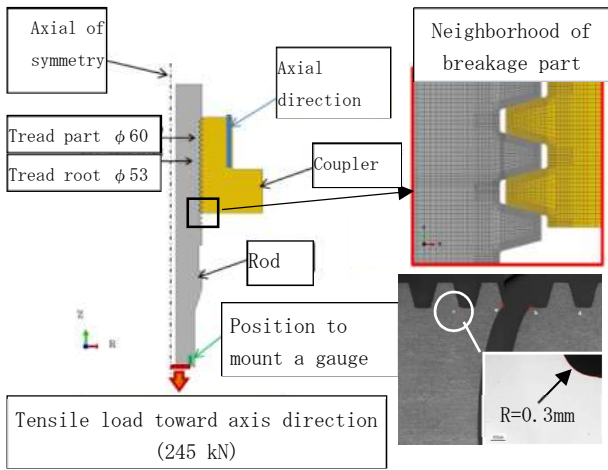 Axial of
symmetry
Tread part φ60
Tread root φ53
Axial
direction
Coupler
Rod
Position to
mount a gauge
Z
R
Tensile load toward axis direction
(245 kN)
Neighborhood of
breakage part
R=0.3mm